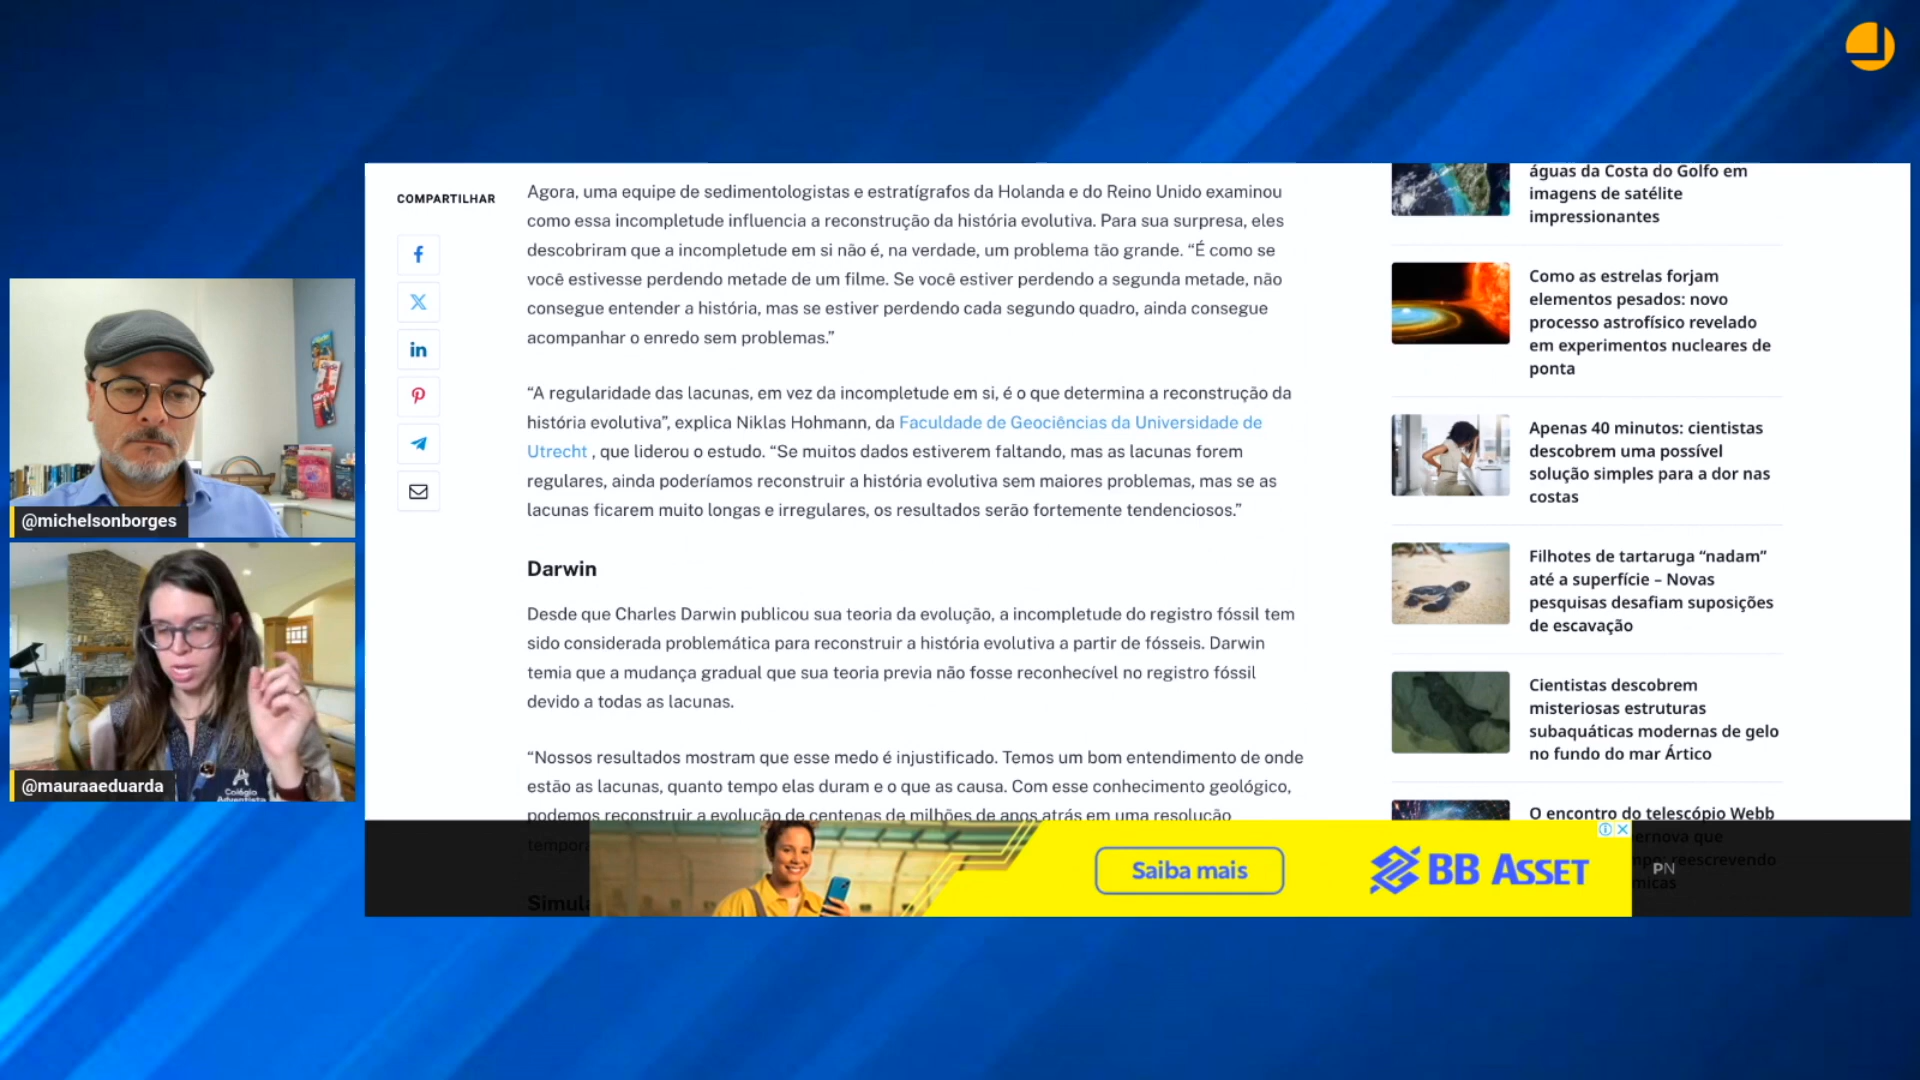 COMPARTILHAR
Agora, uma equipe de sedimentologistas e estratígrafos da Holanda e do Reino Unido examinou
como essa incompletude influencia a reconstrução da história evolutiva. Para sua surpresa, eles
descobriram que a incompletude em si não é, na verdade, um problema tão grande. “É como se
você estivesse perdendo metade de um filme. Se você estiver perdendo a segunda metade, não
consegue entender a história, mas se estiver perdendo cada segundo quadro, ainda consegue
acompanhar o enredo sem problemas.”
“A regularidade das lacunas, em vez da incompletude em si, é o que determina a reconstrução da
história evolutiva”, explica Niklas Hohmann, da Faculdade de Geociências da Universidade de
Utrecht , que liderou o estudo. “Se muitos dados estiverem faltando, mas as lacunas forem
regulares, ainda poderíamos reconstruir a história evolutiva sem maiores problemas, mas se as
lacunas ficarem muito longas e irregulares, os resultados serão fortemente tendenciosos.”
Darwin
Desde que Charles Darwin publicou sua teoria da evolução, a incompletude do registro fóssil tem
sido considerada problemática para reconstruir a história evolutiva a partir de fósseis. Darwin
temia que a mudança gradual que sua teoria previa não fosse reconhecível no registro fóssil
devido a todas as lacunas.
“Nossos resultados mostram que esse medo é injustificado. Temos um bom entendimento de onde
estão as lacunas, quanto tempo elas duram e o que as causa. Com esse conhecimento geológico,
podemos reconstruir a evolução de centenas de milhões de anos atrás em uma resolução
águas da Costa do Golfo em
imagens de satélite
impressionantes
Como as estrelas forjam
elementos pesados: novo
processo astrofísico revelado
em experimentos nucleares de
ponta
Apenas 40 minutos: cientistas
descobrem uma possível
solução simples para a dor nas
costas
Filhotes de tartaruga “nadam”
até a superfície – Novas
pesquisas desafiam suposições
de escavação
Cientistas descobrem
misteriosas estruturas
subaquáticas modernas de gelo
no fundo do mar Ártico
O encontro do telescópio Webb
ernova que
reescrevendo
Saiba mais
BB ASSET
PN
@michelsonborges
@mauraaeduarda
Colégio
Adventista